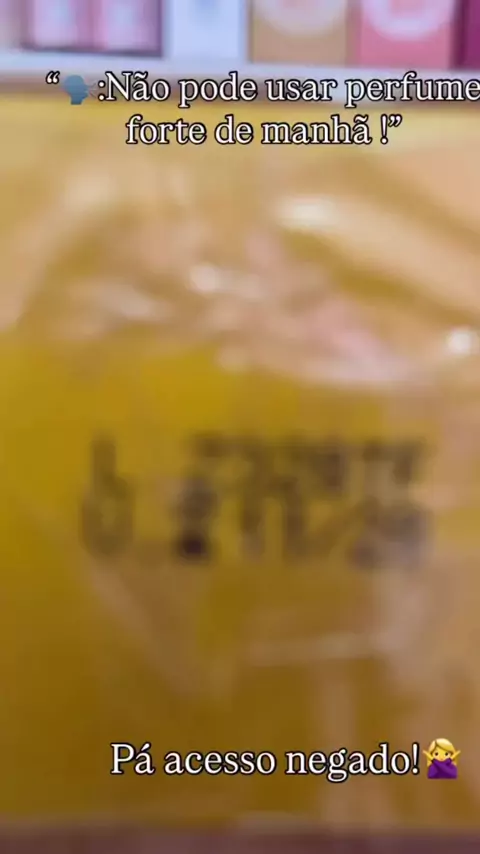 “🗣️:Não pode usar perfume
forte de manhã !”
Pá acesso negado!🙅‍♀️